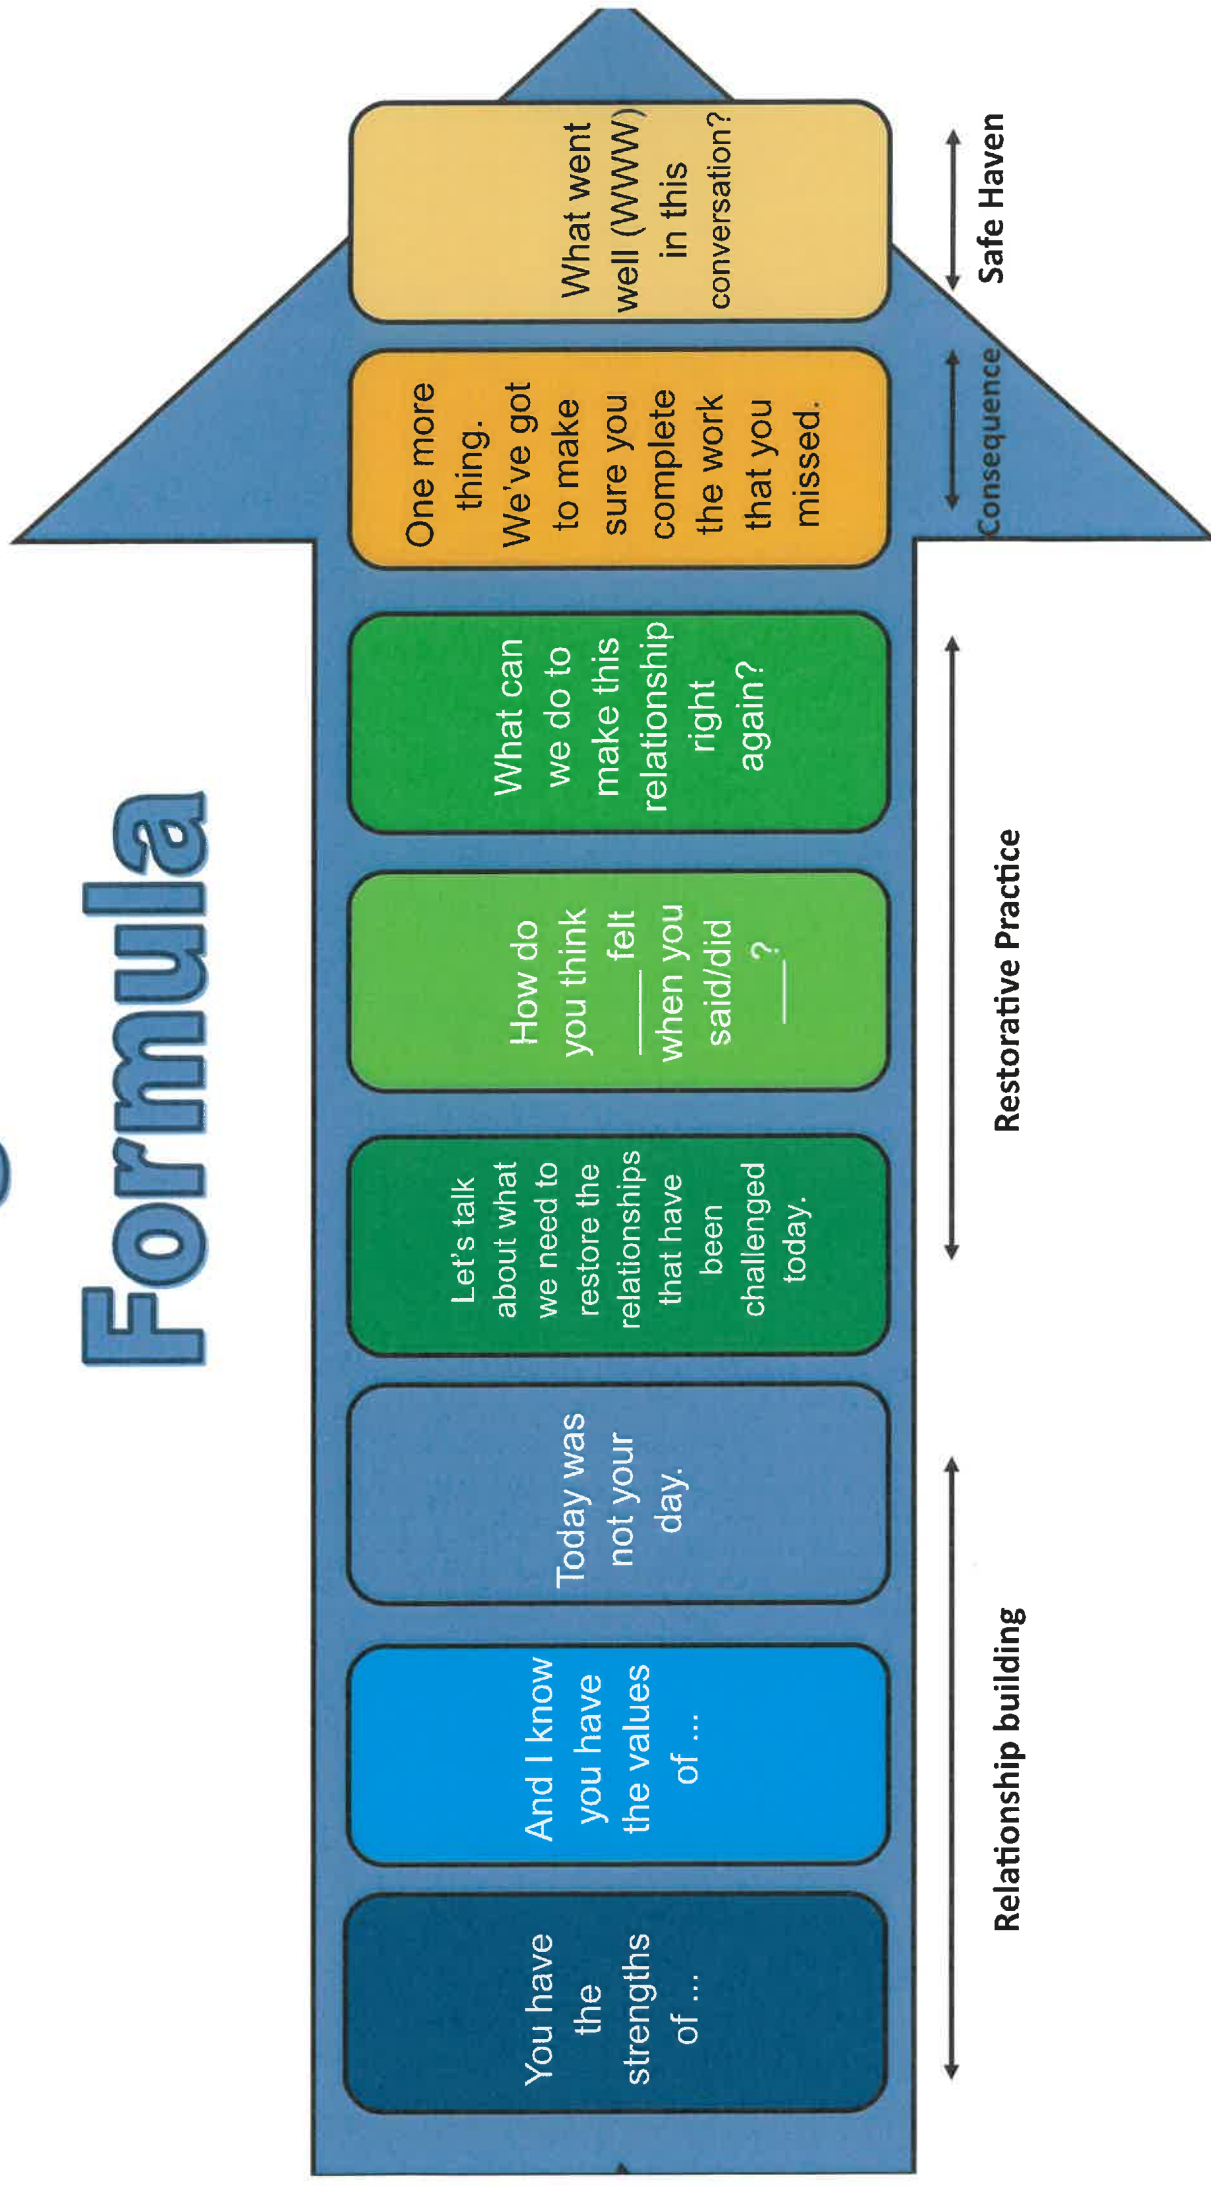 Formula
You have
the
strengths
of ...
And I know
you have
the values
of ...
Today was
not your
day.
Let's talk
about what
we need to
restore the
relationships
that have
been
challenged
today.
How do
you think
____ felt
when you
said/did
___?
What can
we do to
make this
relationship
right
again?
One more
thing.
We've got
to make
sure you
complete
the work
that you
missed.
What went
well (WWW)
in this
conversation?
Relationship building
Restorative Practice
Consequence
Safe Haven